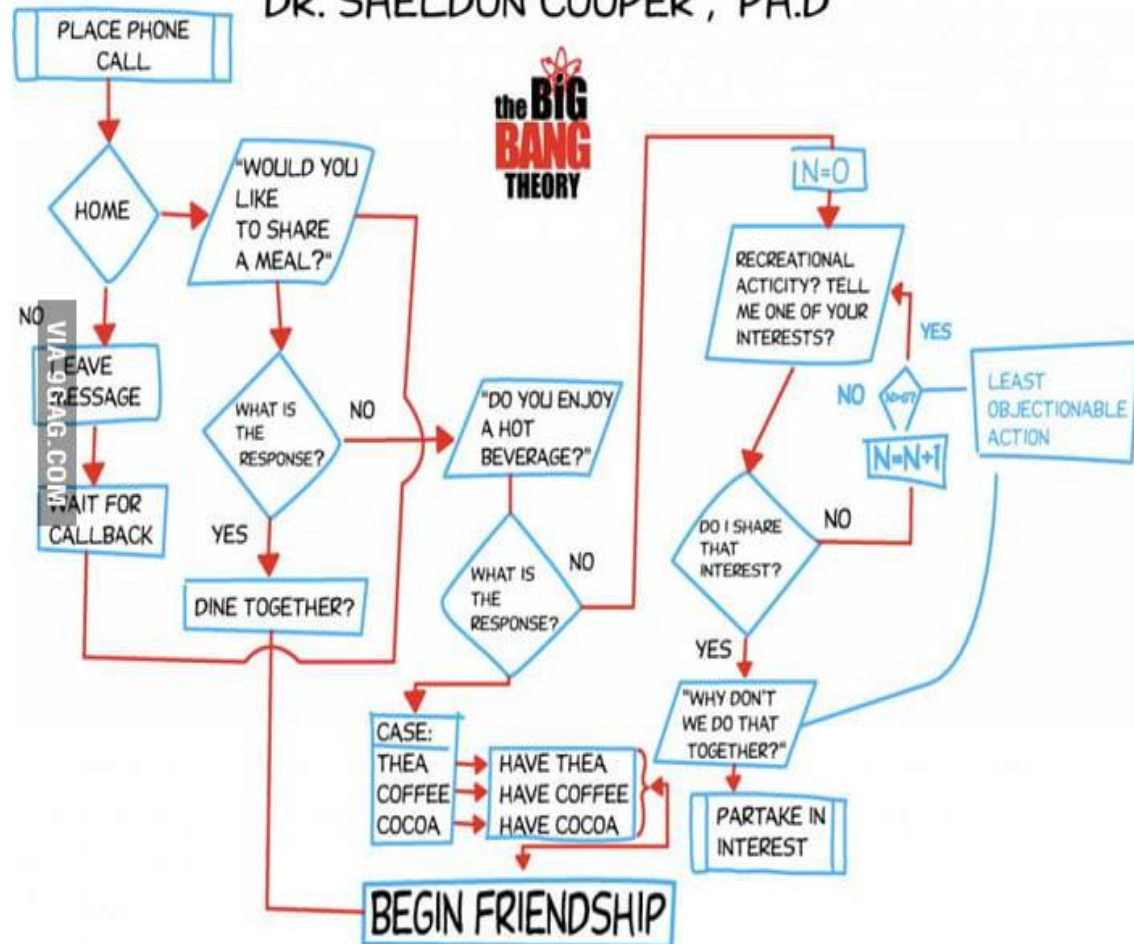 DR. SHELDON COOPER, PH.D
PLACE PHONE
CALL
the BIG
BANG
THEORY
HOME
"WOULD YOU
LIKE
TO SHARE
A MEAL?"
NO
LEAVE
MESSAGE
WAIT FOR
CALLBACK
VIA 9GAG.COM
WHAT IS
THE
RESPONSE?
NO
YES
DINE TOGETHER?
"DO YOU ENJOY
A HOT
BEVERAGE?"
WHAT IS
THE
RESPONSE?
NO
CASE:
THEA
COFFEE
COCOA
HAVE THEA
HAVE COFFEE
HAVE COCOA
BEGIN FRIENDSHIP
N=0
RECREATIONAL
ACTICITY? TELL
ME ONE OF YOUR
INTERESTS?
YES
NO
N=N+1
LEAST
OBJECTIONABLE
ACTION
DO I SHARE
THAT
INTEREST?
NO
YES
"WHY DON'T
WE DO THAT
TOGETHER?"
PARTAKE IN
INTEREST